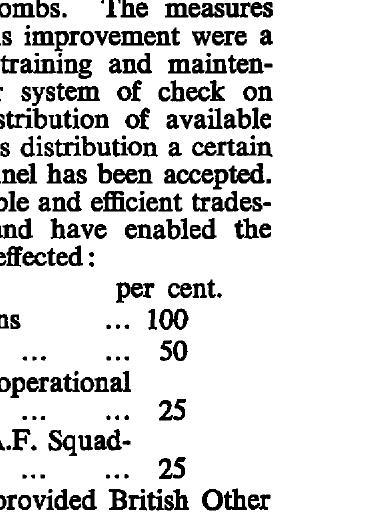 ombs. The measures
s improvement were a
training and mainten-
system of check on
stribution of available
s distribution a certain
nel has been accepted.
ble and efficient trades-
and have enabled the
effected:
per cent.
ns ... 100
... ... 50
operational
... ... 25
A.F. Squad-
... ... 25
provided British Other